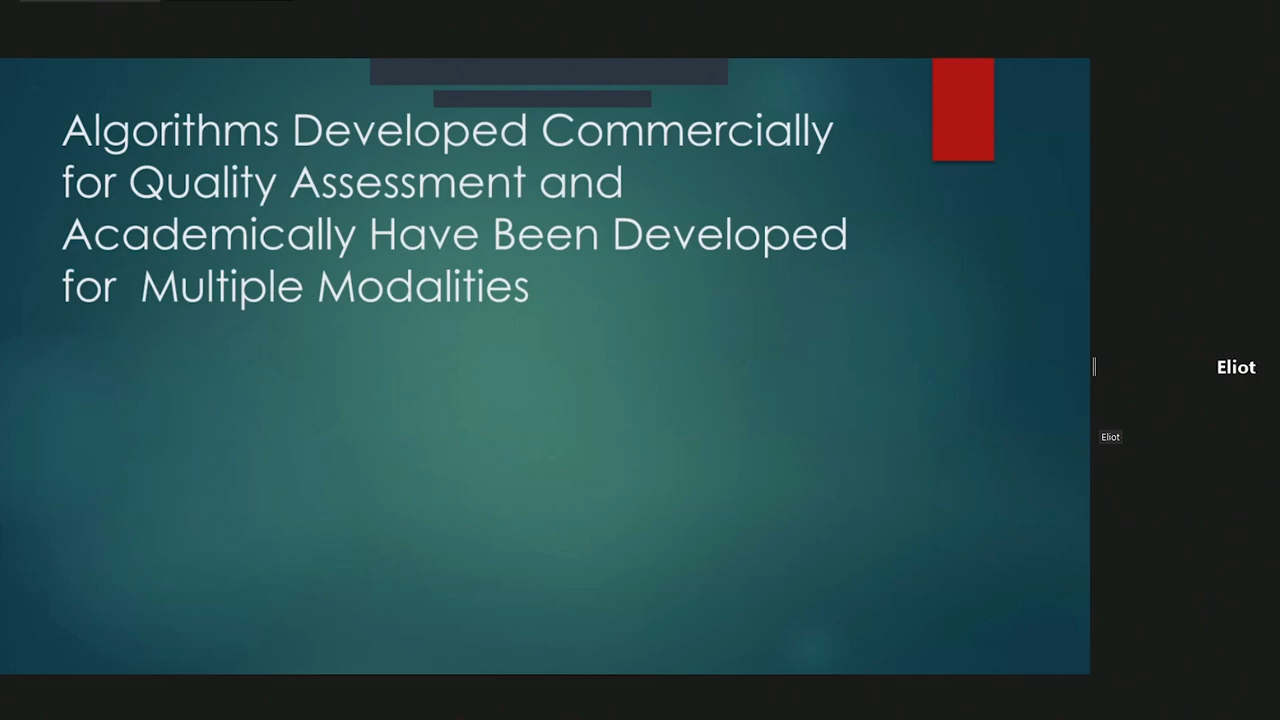 Algorithms Developed Commercially
for Quality Assessment and
Academically Have Been Developed
for Multiple Modalities
Eliot
Eliot